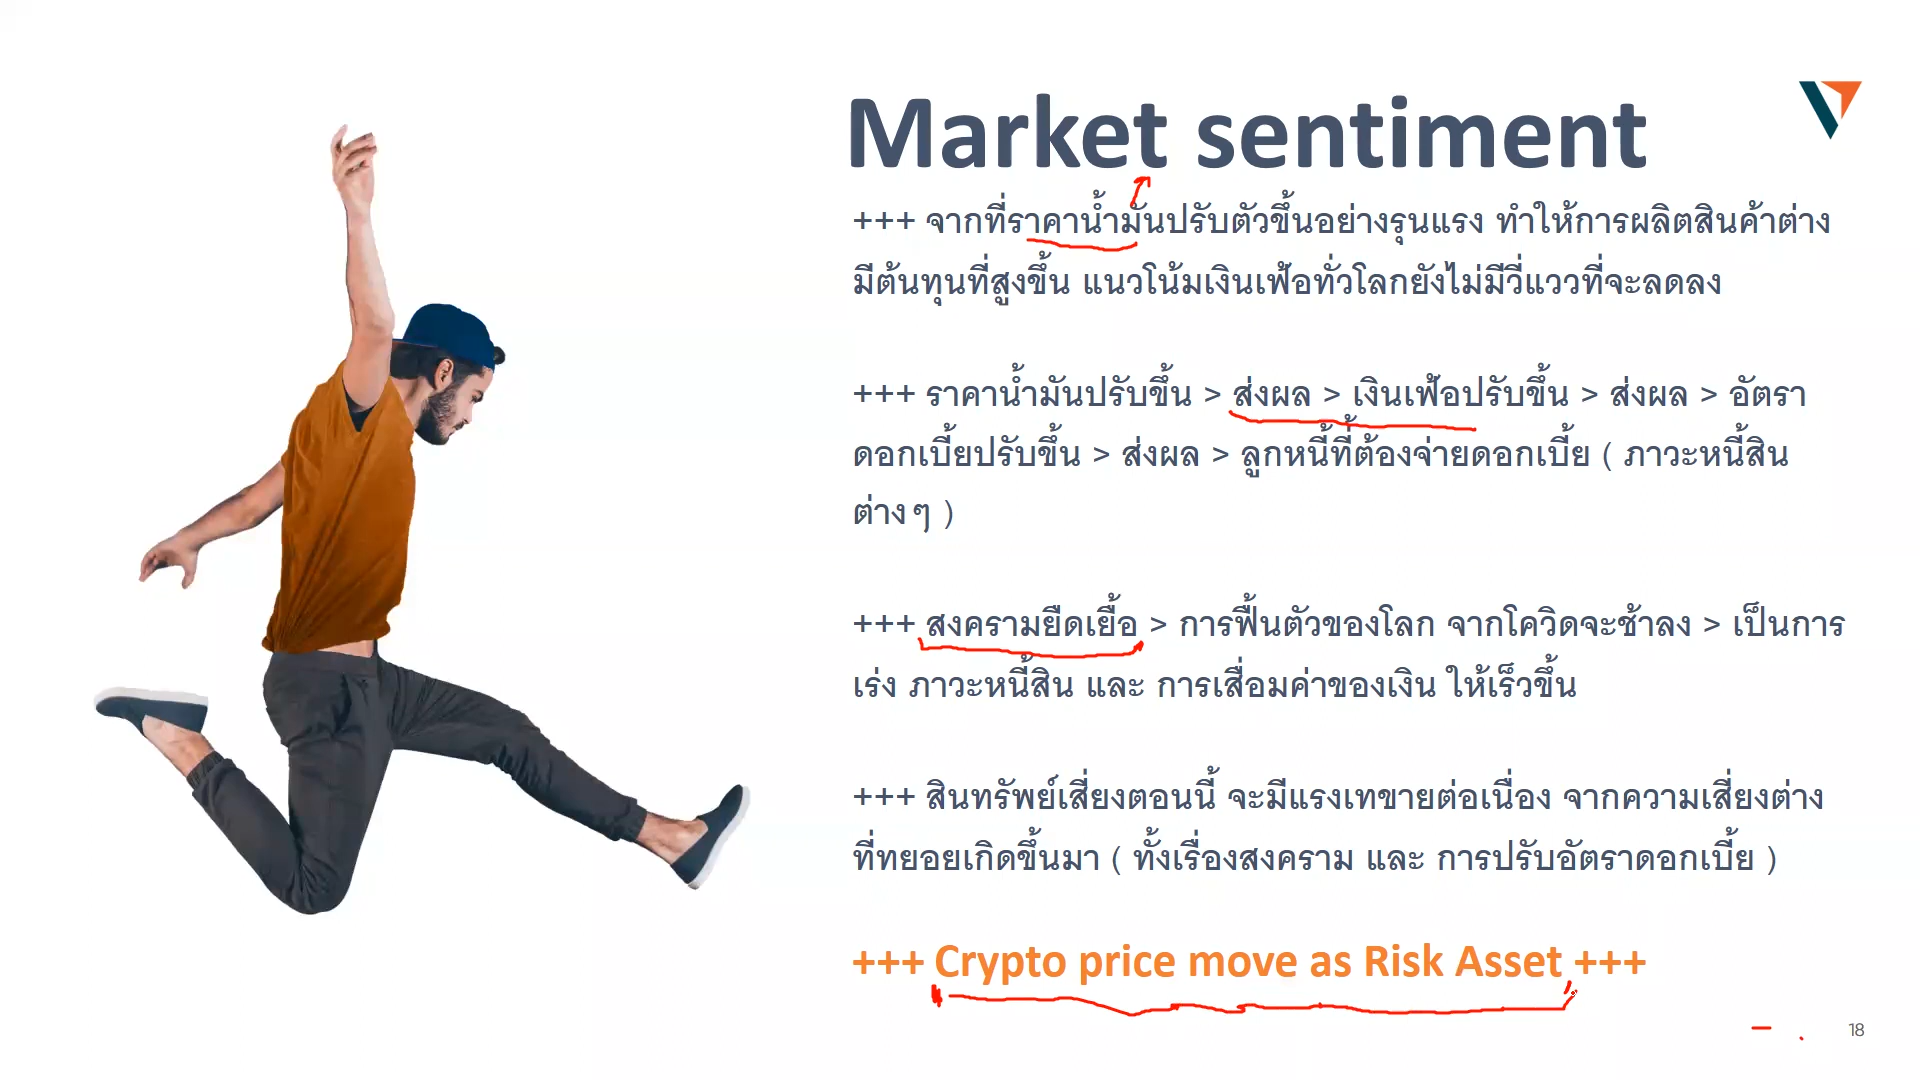 Market sentiment
+++ จากที่ราคาน้ำมันปรับตัวขึ้นอย่างรุนแรง ทำให้การผลิตสินค้าต่าง
มีต้นทุนที่สูงขึ้น แนวโน้มเงินเฟ้อทั่วโลกยังไม่มีวี่แววที่จะลดลง
+++ ราคาน้ำมันปรับขึ้น > ส่งผล > เงินเฟ้อปรับขึ้น > ส่งผล > อัตรา
ดอกเบี้ยปรับขึ้น > ส่งผล > ลูกหนี้ที่ต้องจ่ายดอกเบี้ย ( ภาวะหนี้สิน
ต่างๆ )
+++ สงครามยืดเยื้อ > การฟื้นตัวของโลก จากโควิดจะช้าลง > เป็นการ
เร่ง ภาวะหนี้สิน และ การเสื่อมค่าของเงิน ให้เร็วขึ้น
+++ สินทรัพย์เสี่ยงตอนนี้ จะมีแรงเทขายต่อเนื่อง จากความเสี่ยงต่าง
ที่ทยอยเกิดขึ้นมา ( ทั้งเรื่องสงคราม และ การปรับอัตราดอกเบี้ย )
+++ Crypto price move as Risk Asset +++
18